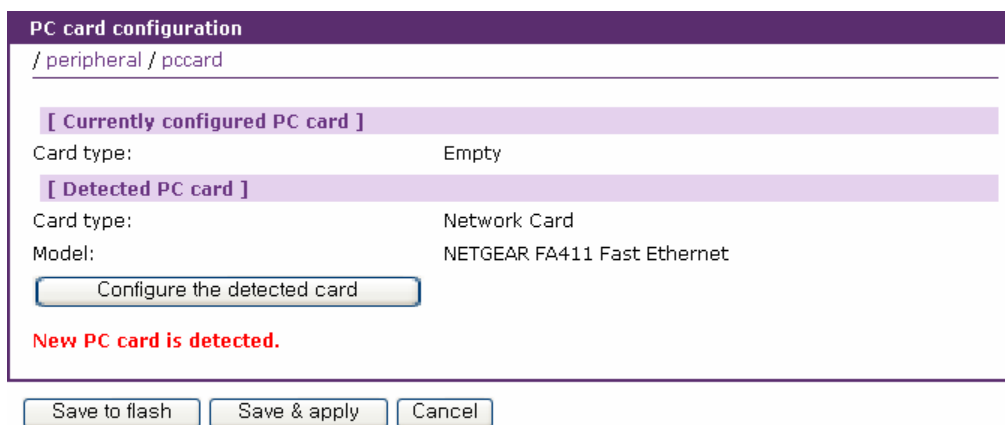 PC card configuration
/ peripheral / pccard
[ Currently configured PC card ]
Card type: Empty
[ Detected PC card ]
Card type: Network Card
Model: NETGEAR FA411 Fast Ethernet
Configure the detected card
New PC card is detected.
Save to flash Save & apply Cancel